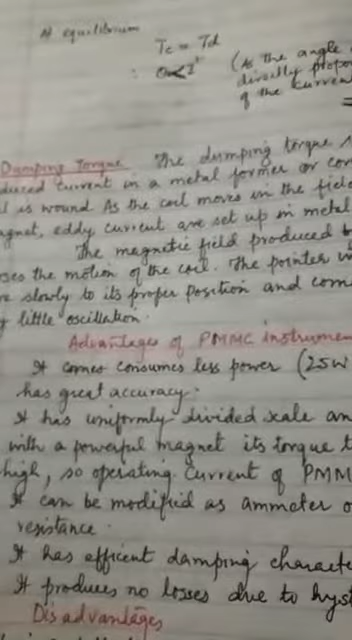 At equilibrium
Tc = Td
∴ θ∝I (As the angle
directly propo
of the current
Damping Torque The damping torque
duced current in a metal former or co
l is wound As the coil moves in the field
agnet, eddy current are set up in metal
The magnetic field produced b
oses the motion of the coil. The pointer
e slowly to its proper position and com
little oscillation.
Advantages of PMMC instrumen
It comes consumes less power (25W
has great accuracy.
It has uniformly divided scale an
with a powerful magnet its torque t
high, so operating current of PMM
It can be modified as ammeter o
resistance.
It has efficent damping characte
It produces no losses due to hyst
Disadvantages